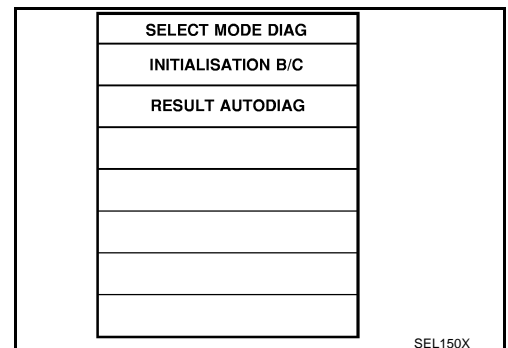 SELECT MODE DIAG
INITIALISATION B/C
RESULT AUTODIAG
SEL150X